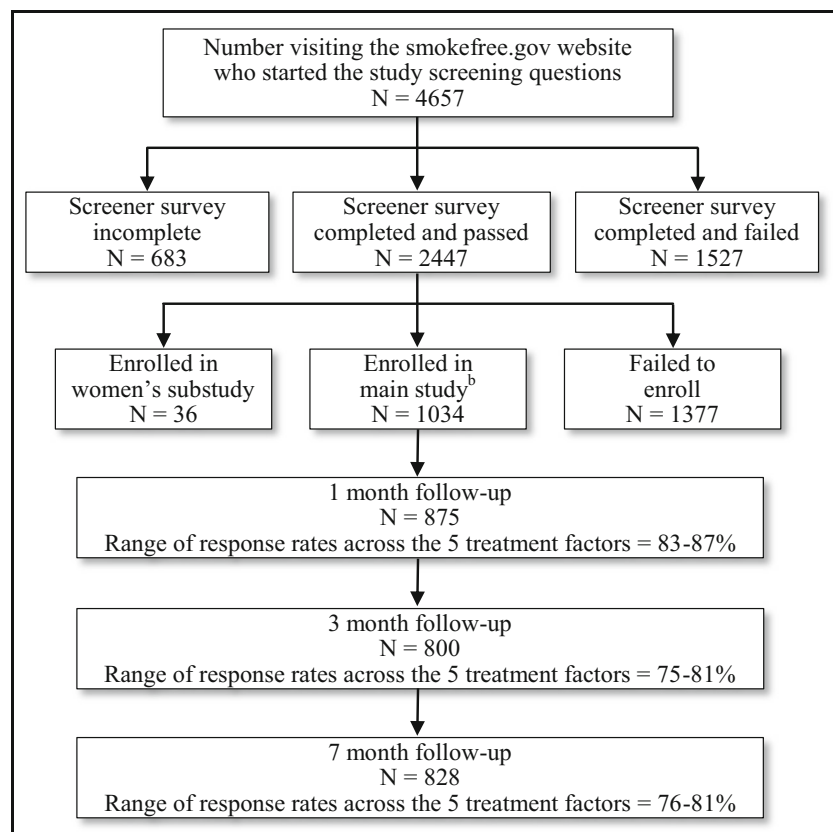 Number visiting the smokefree.gov website
who started the study screening questions
N = 4657
Screener survey
incomplete
N = 683
Screener survey
completed and passed
N = 2447
Screener survey
completed and failed
N = 1527
Enrolled in
women's substudy
N = 36
Enrolled in
main studyᵇ
N = 1034
Failed to
enroll
N = 1377
1 month follow-up
N = 875
Range of response rates across the 5 treatment factors = 83-87%
3 month follow-up
N = 800
Range of response rates across the 5 treatment factors = 75-81%
7 month follow-up
N = 828
Range of response rates across the 5 treatment factors = 76-81%